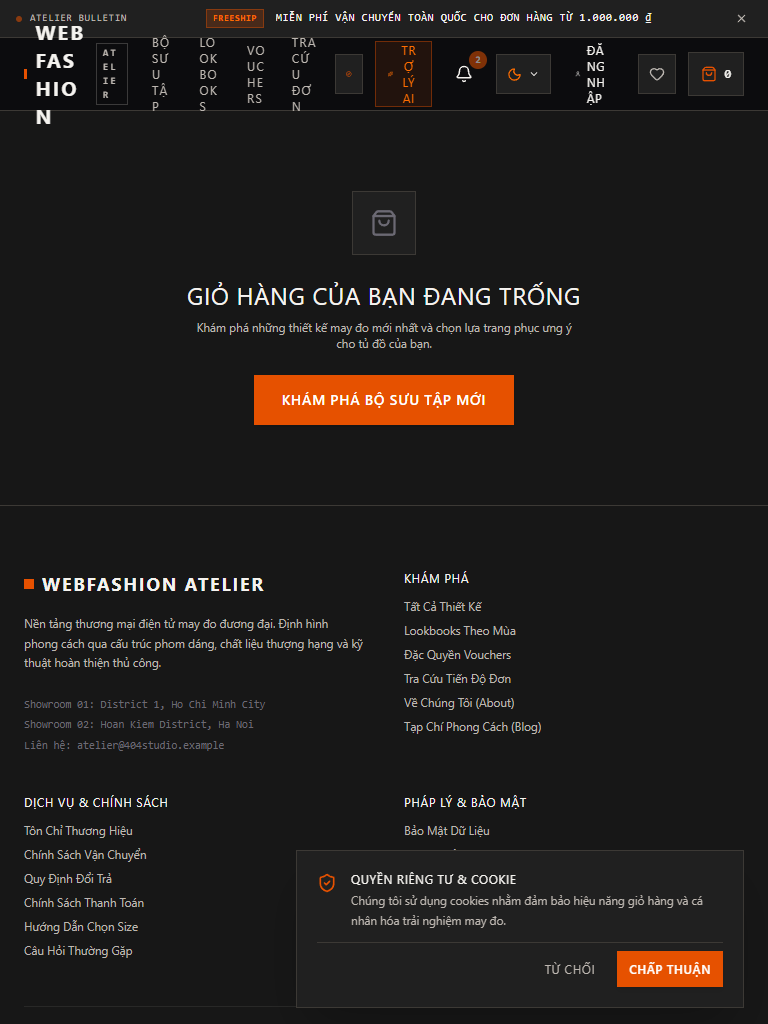 ATELIER BULLETIN
FREESHIP
MIỄN PHÍ VẬN CHUYỂN TOÀN QUỐC CHO ĐƠN HÀNG TỪ 1.000.000 ₫
WEB
FAS
HIO
N
AT
EL
IE
R
BỘ
SƯ
U
TẬ
P
LO
OK
BO
OK
S
VO
UC
HE
RS
TRA
CỨ
U
ĐƠ
N
TR
Ợ
LÝ
AI
2
ĐĂ
NG
NH
ẬP
0
GIỎ HÀNG CỦA BẠN ĐANG TRỐNG
Khám phá những thiết kế may đo mới nhất và chọn lựa trang phục ưng ý
cho tủ đồ của bạn.
KHÁM PHÁ BỘ SƯU TẬP MỚI
WEBFASHION ATELIER
Nền tảng thương mại điện tử may đo đương đại. Định hình
phong cách qua cấu trúc phom dáng, chất liệu thượng hạng và kỹ
thuật hoàn thiện thủ công.
Showroom 01: District 1, Ho Chi Minh City
Showroom 02: Hoan Kiem District, Ha Noi
Liên hệ: atelier@404studio.example
KHÁM PHÁ
Tất Cả Thiết Kế
Lookbooks Theo Mùa
Đặc Quyền Vouchers
Tra Cứu Tiến Độ Đơn
Về Chúng Tôi (About)
Tạp Chí Phong Cách (Blog)
DỊCH VỤ & CHÍNH SÁCH
Tôn Chỉ Thương Hiệu
Chính Sách Vận Chuyển
Quy Định Đổi Trả
Chính Sách Thanh Toán
Hướng Dẫn Chọn Size
Câu Hỏi Thường Gặp
PHÁP LÝ & BẢO MẬT
Bảo Mật Dữ Liệu
QUYỀN RIÊNG TƯ & COOKIE
Chúng tôi sử dụng cookies nhằm đảm bảo hiệu năng giỏ hàng và cá
nhân hóa trải nghiệm may đo.
TỪ CHỐI
CHẤP THUẬN